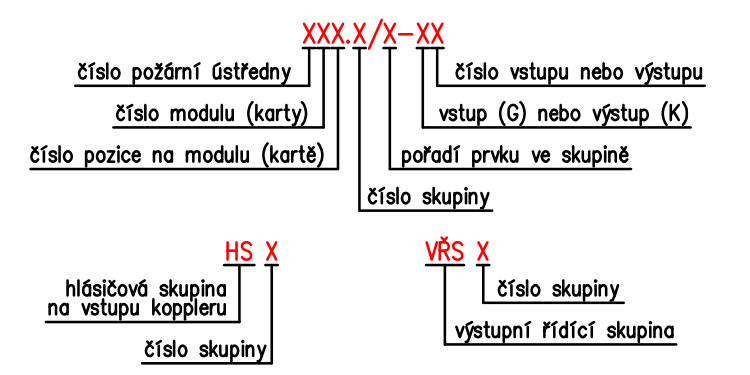 XXX.X/X-XX
číslo požární ústředny
číslo vstupu nebo výstupu
číslo modulu (karty)
vstup (G) nebo výstup (K)
číslo pozice na modulu (kartě)
pořadí prvku ve skupině
číslo skupiny
HS X
hlásičová skupina
na vstupu koppleru
číslo skupiny
VŘS X
číslo skupiny
výstupní řídící skupina